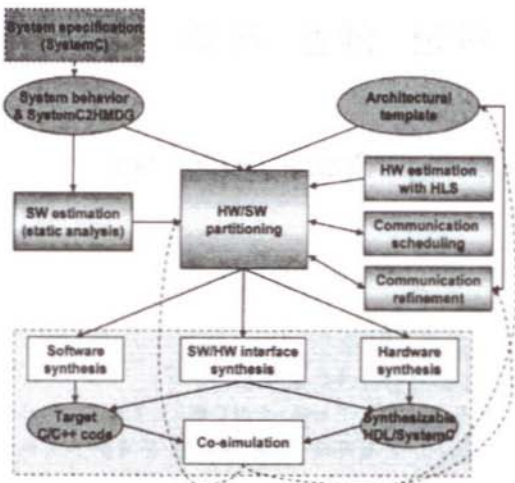 System specification
(SystemC)
System behavior
& SystemC2HMDG
Architectural
template
HW estimation
with HLS
SW estimation
(static analysis)
HW/SW
partitioning
Communication
scheduling
Communication
refinement
Software
synthesis
SW/HW interface
synthesis
Hardware
synthesis
Target
C/C++ code
Co-simulation
Synthesizable
HDL/SystemC